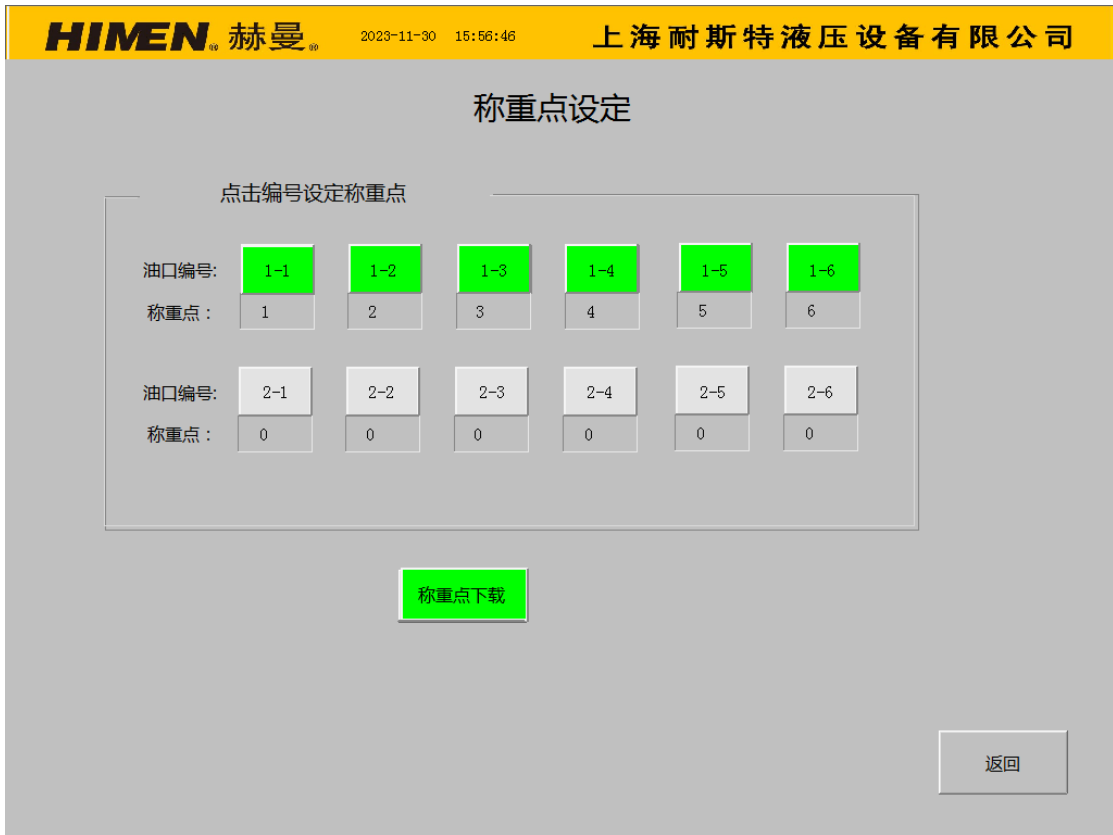 HIMEN® 赫曼® 2023-11-30 15:56:46 上海耐斯特液压设备有限公司
称重点设定
点击编号设定称重点
油口编号: 1-1 1-2 1-3 1-4 1-5 1-6
称重点： 1 2 3 4 5 6
油口编号: 2-1 2-2 2-3 2-4 2-5 2-6
称重点： 0 0 0 0 0 0
称重点下载
返回